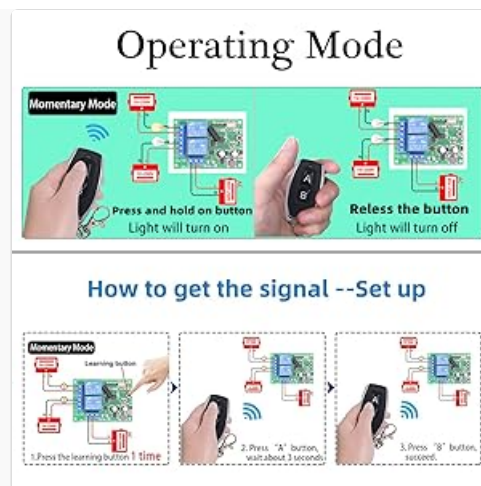 Operating Mode
Momentary Mode
Press and hold on button
Light will turn on
A
B
Reless the button
Light will turn off
How to get the signal --Set up
Momentary Mode
Learning button
1.Press the learning button 1 time
2. Press "A" button,
wait about 3 seconds
3. Press "B" button,
succeed.